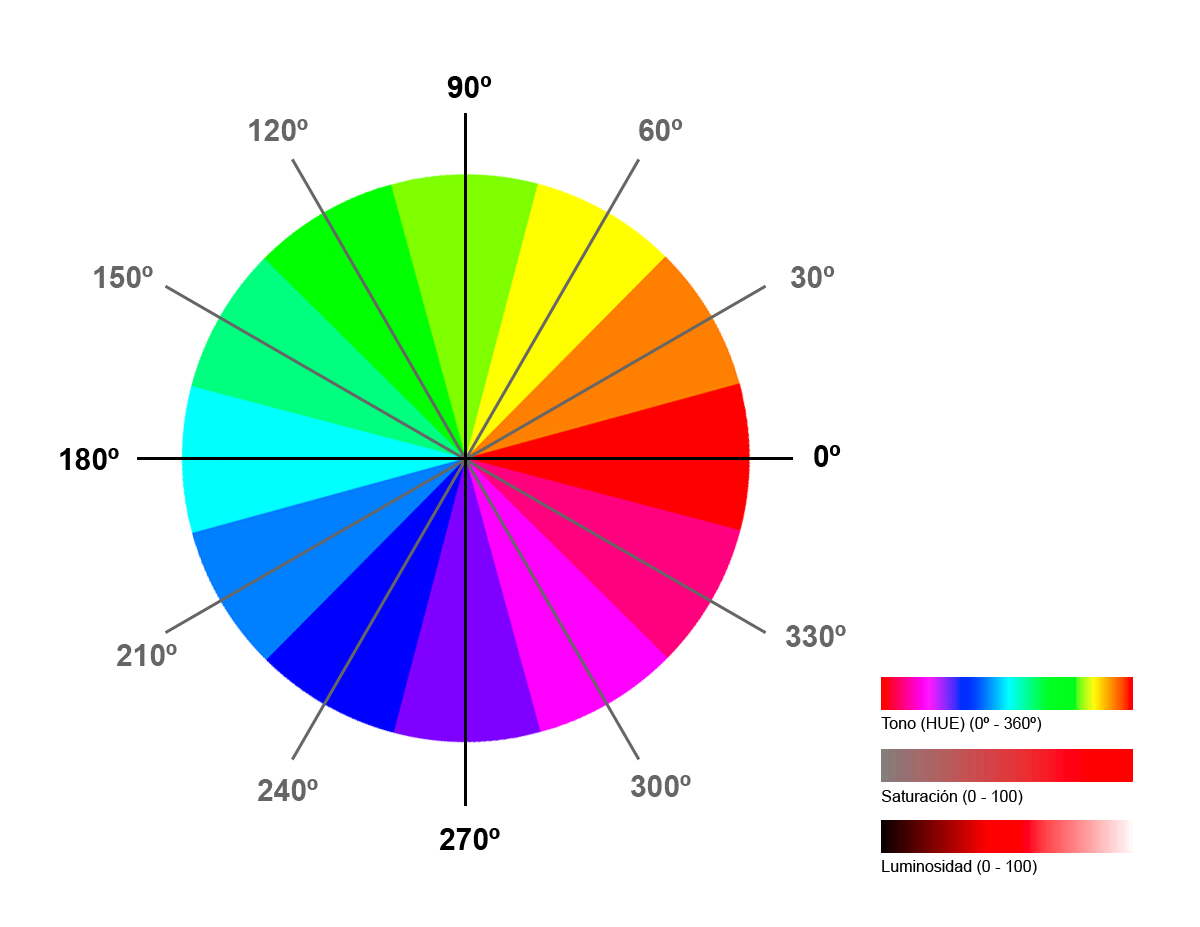 90º
120º
60º
150º
30º
180º
0º
210º
330º
240º
300º
270º
Tono (HUE) (0º - 360º)
Saturación (0 - 100)
Luminosidad (0 - 100)